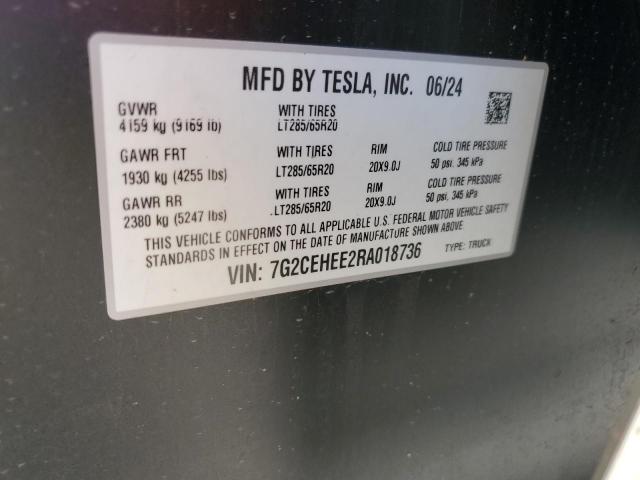 MFD BY TESLA, INC. 06/24
GVWR WITH TIRES
4159 kg (9169 lb) LT285/65R20
GAWR FRT WITH TIRES RIM COLD TIRE PRESSURE
1930 kg (4255 lbs) LT285/65R20 20X9.0J 50 psi, 345 kPa
GAWR RR WITH TIRES RIM COLD TIRE PRESSURE
2380 kg (5247 lbs) LT285/65R20 20X9.0J 50 psi, 345 kPa
THIS VEHICLE CONFORMS TO ALL APPLICABLE U.S. FEDERAL MOTOR VEHICLE SAFETY
STANDARDS IN EFFECT ON THE DATE OF MANUFACTURE SHOWN ABOVE.
VIN: 7G2CEHEE2RA018736 TYPE: TRUCK